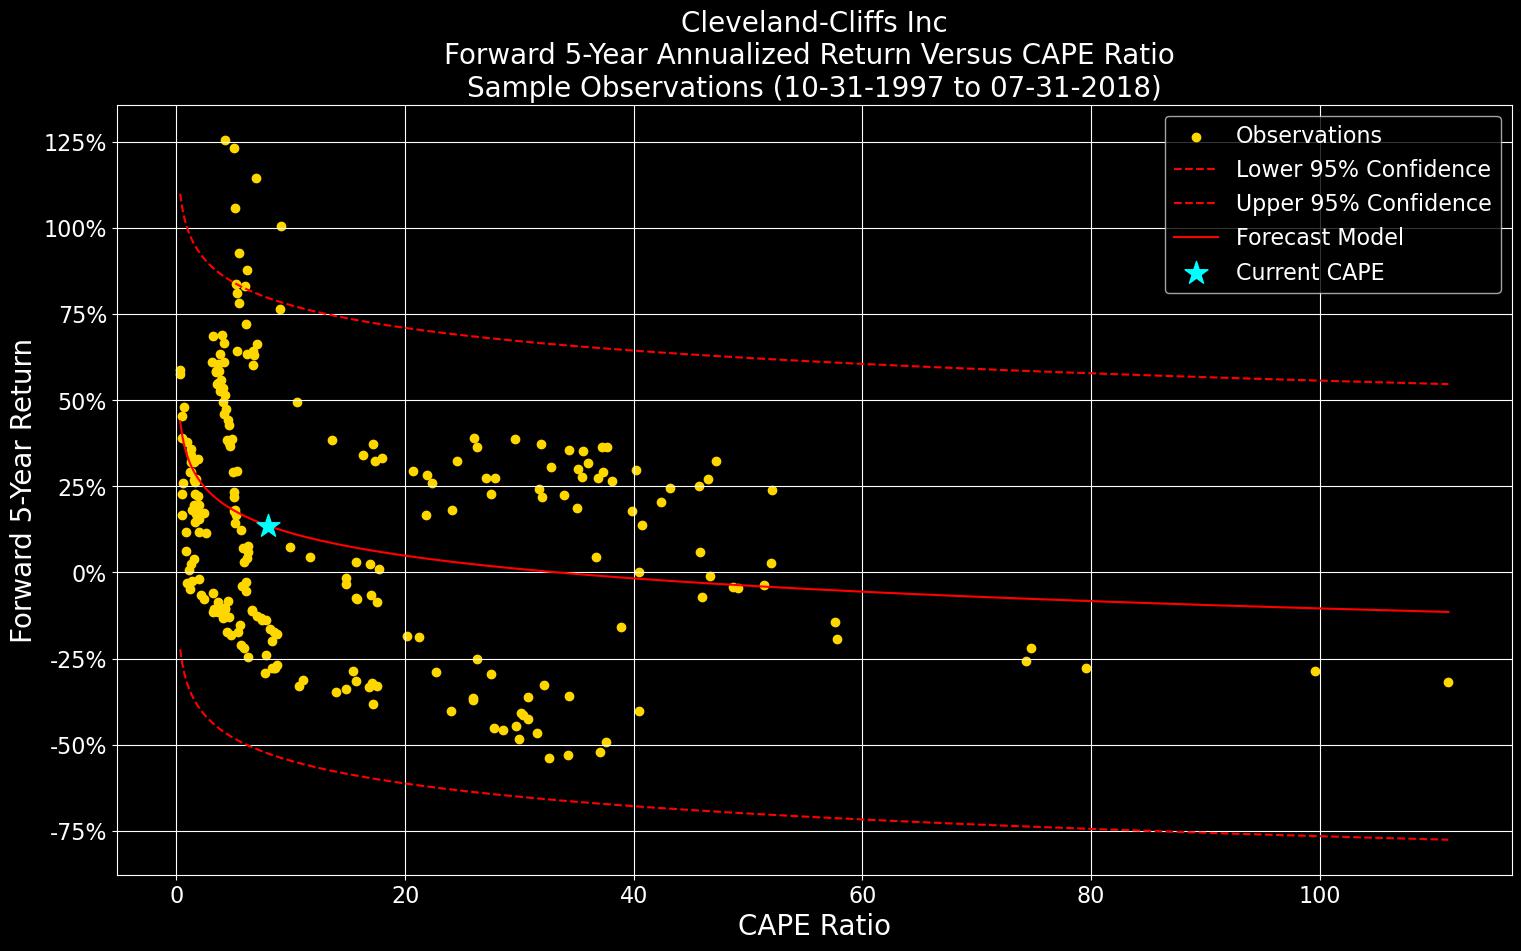 Cleveland-Cliffs Inc
Forward 5-Year Annualized Return Versus CAPE Ratio
Sample Observations (10-31-1997 to 07-31-2018)
Observations
Lower 95% Confidence
Upper 95% Confidence
Forecast Model
Current CAPE
Forward 5-Year Return
125%
100%
75%
50%
25%
0%
-25%
-50%
-75%
0 20 40 60 80 100
CAPE Ratio